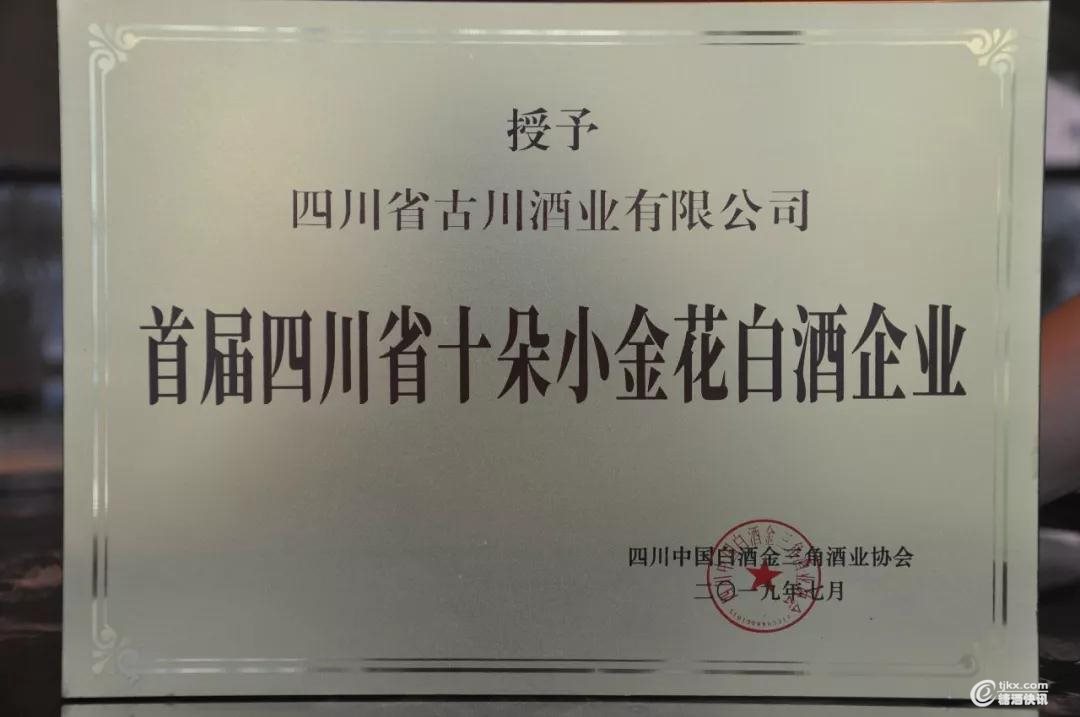 授予
四川省古川酒业有限公司
首届四川省十朵小金花白酒企业
四川中国白酒金三角酒业协会
二〇一九年七月
tjkx.com
糖酒快讯